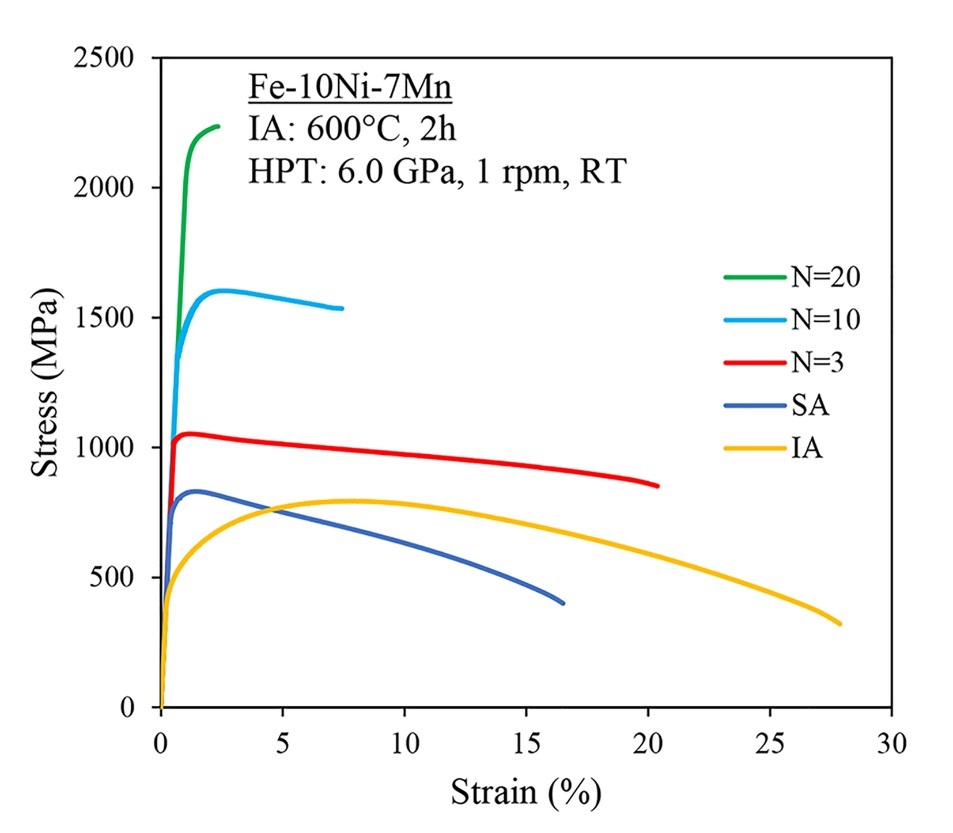 Fe-10Ni-7Mn
IA: 600°C, 2h
HPT: 6.0 GPa, 1 rpm, RT
2500
2000
1500
1000
500
0
Stress (MPa)
N=20
N=10
N=3
SA
IA
0 5 10 15 20 25 30
Strain (%)